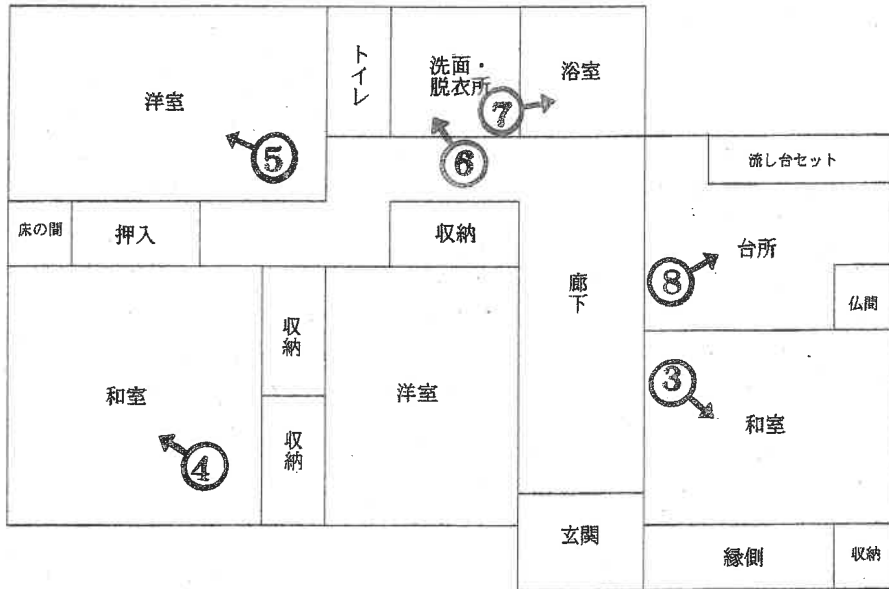 トイレ
洗面・
脱衣所
浴室
洋室
⑦
⑤
⑥
流し台セット
床の間
押入
収納
台所
⑧
廊下
仏間
収納
和室
洋室
③
和室
収納
④
玄関
縁側
収納